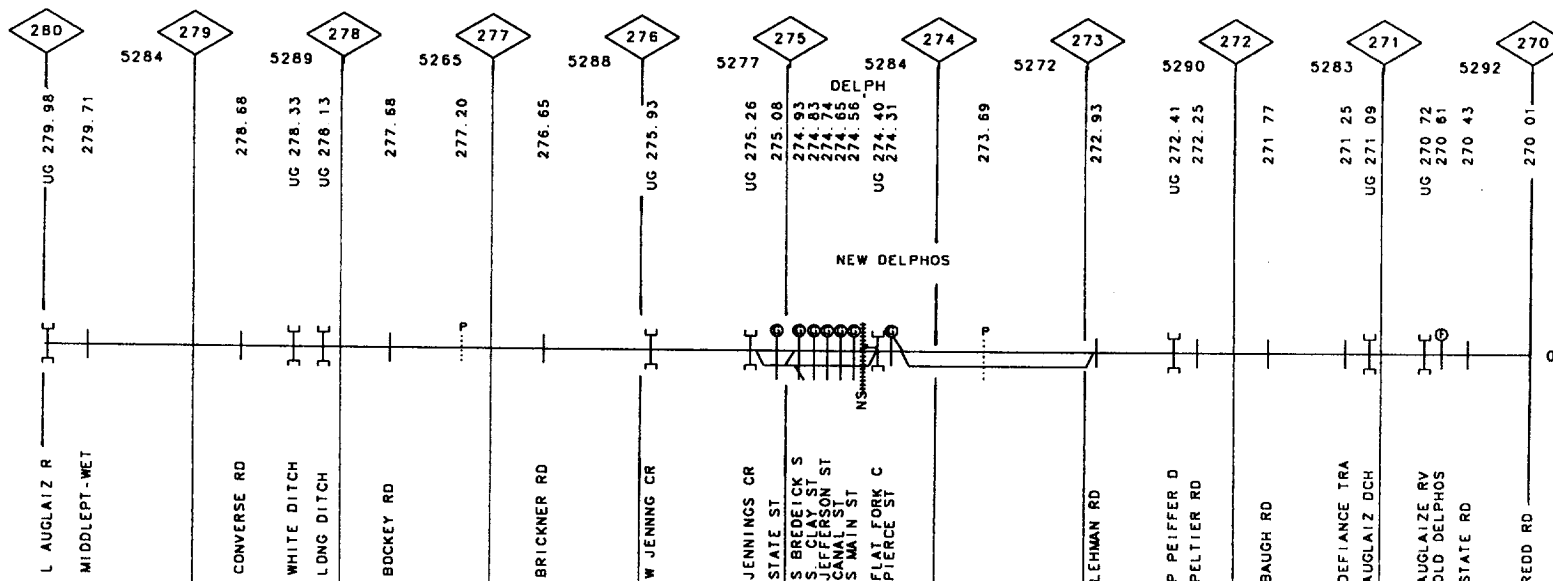 280 279 278 277 276 275 274 273 272 271 270
5284 5289 5265 5288 5277 5284 5272 5290 5283 5292
DELPH
UG 279.98
279.71
278.68
UG 278.33
UG 278.13
277.68
277.20
276.65
UG 275.93
UG 275.26
275.08
274.93
274.83
274.74
274.65
274.56
UG 274.40
274.31
273.69
272.93
UG 272.41
272.25
271 77
271 25
UG 271 09
UG 270 72
270 61
270 43
270 01
NEW DELPHOS
P
P
G G G G G G G G
NS
L AUGLAIZ R
MIDDLEPT-WET
CONVERSE RD
WHITE DITCH
LONG DITCH
BOCKEY RD
BRICKNER RD
W JENNNG CR
JENNINGS CR
STATE ST
S BREDEICK S
S. CLAY ST
JEFFERSON ST
CANAL ST
S MAIN ST
FLAT FORK C
PIERCE ST
LEHMAN RD
P PEIFFER D
PELTIER RD
BAUGH RD
DEFIANCE TRA
AUGLAIZ DCH
AUGLAIZE RV
OLD DELPHOS
STATE RD
REDD RD